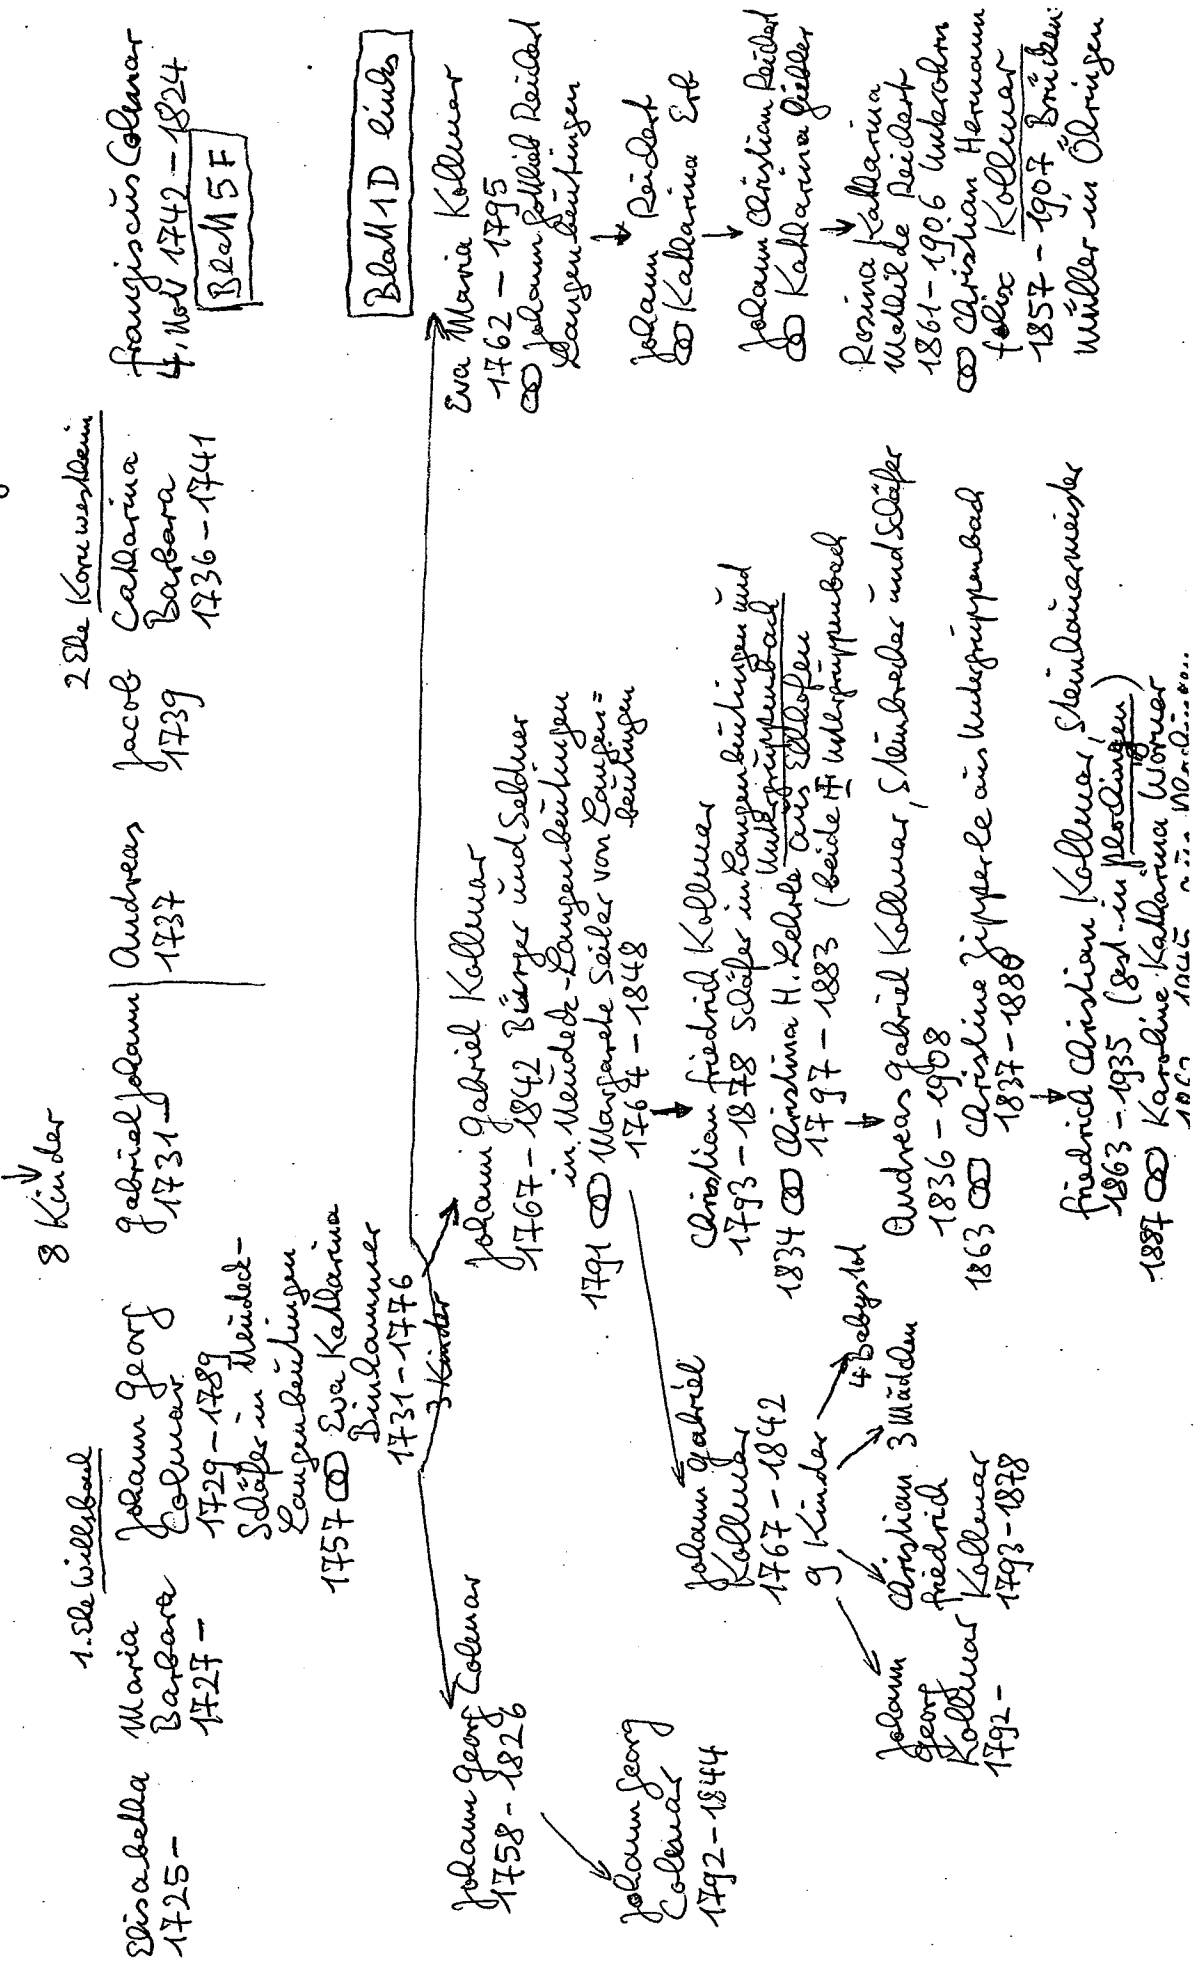 8 Kinder
1. Ehe Willsbach
2 Ehe Kornwestheim
Elisabetha
1725 –
Maria
Barbara
1727 –
Johann Georg
Colmar
1729 – 1789
Schäfer in Neudeck-
Langenbeutingen
1757 ⚭ Eva Katharina
1731 – 1776
3 Kinder
Gabriel Johann
1731 –
Andreas
1737
Jacob
1739
Catharina
Barbara
1736 – 1741
Franziscus Colmar
4. Nov 1742 – 1824
Blatt 5 F
Blatt 1 D links
Johann Georg Colmar
1758 – 1826
Johann Georg
Colmar
1792 – 1844
Johann Gabriel Kollmar
1767 – 1842 Bürger und Söldner
in Neudeck-Langenbeutingen
1791 ⚭ Margarete Seiler von Langen=
beutingen
1764 – 1848
Eva Maria Kollmar
1762 – 1795
⚭ Johann Gottlieb Reichert
Langenbeutingen
Johann Reichert
⚭ Katharina Erb
Johann Christian Reichert
⚭ Katharina
Rosina Katharina
Mathilde Reichert
1861 – 1906 Unterohrn
⚭ Christian Hermann
Felix Kollmar
1857 – 1907 Brücken
müller in Öhringen
Johann Gabriel
Kollmar
1767 – 1842
9 Kinder
4 Babys tot
3 Mädchen
Christian
Friedrich
Kollmar
1793 – 1878
Johann
Georg
Kollmar
1792 –
Christian Friedrich Kollmar
1793 – 1878 Schäfer in Langenbeutingen und
Untergruppenbach
1834 ⚭ Christina H. Lehrle aus Ellhofen
1797 – 1883 (beide ✝ Untergruppenbach
Andreas Gabriel Kollmar, Steinbrecher und Schäfer
1836 – 1908
1863 ⚭ Christine Zipperle aus Untergruppenbach
1837 – 1880
Friedrich Christian Kollmar, Steinhauermeister
1863 – 1935 (gest. in Plochingen)
1887 ⚭ Karoline Katharina Wörner